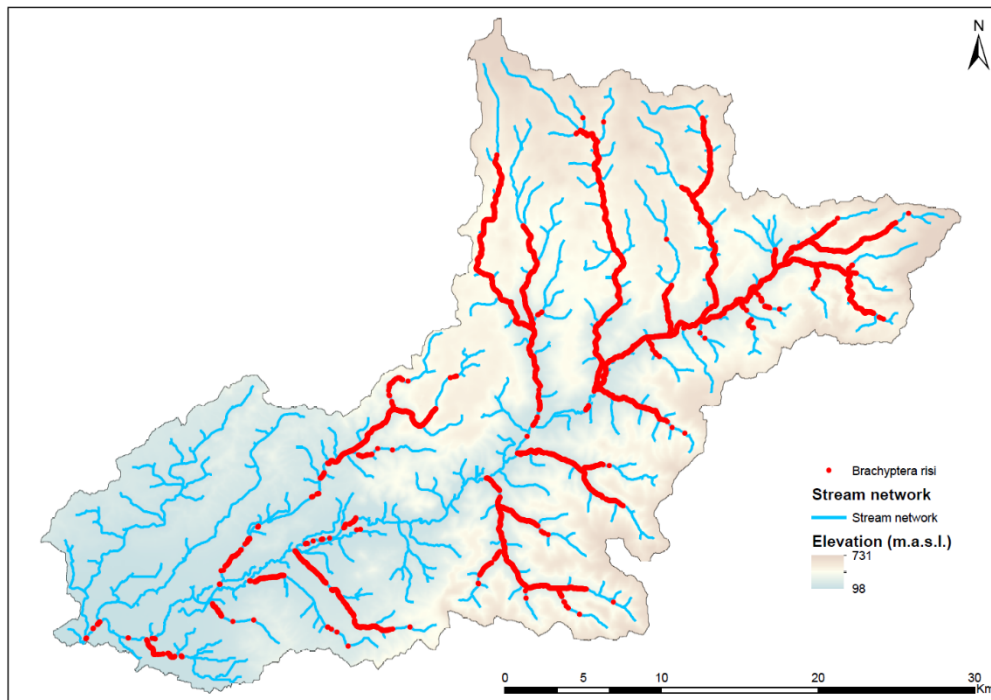 N
Brachyptera risi
Stream network
Stream network
Elevation (m.a.s.l.)
731
98
0 5 10 20 30
Km